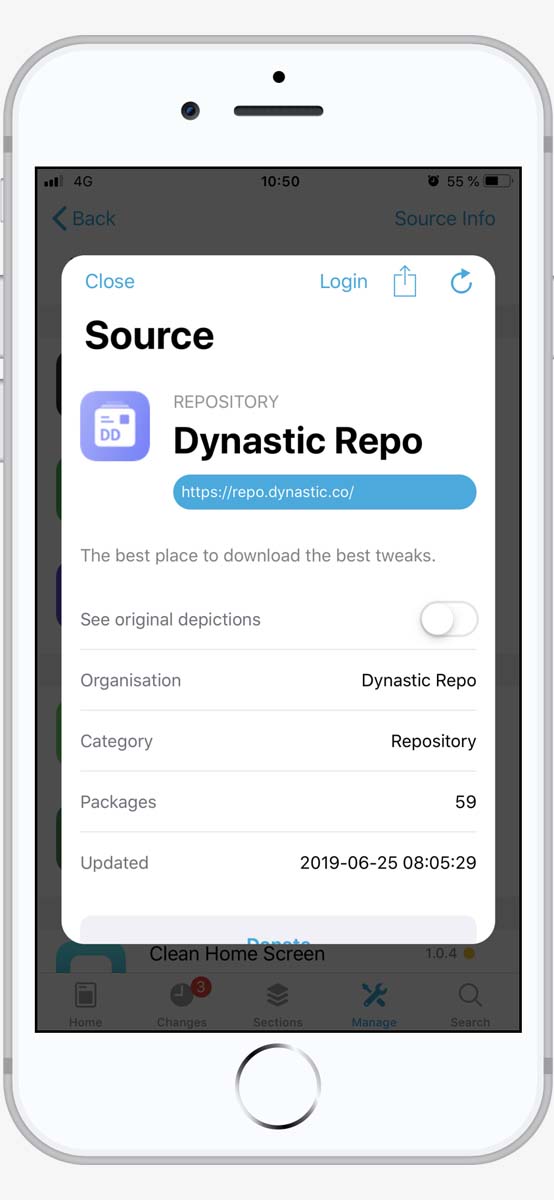 4G 10:50 55 %
Back Source Info
Close Login
Source
REPOSITORY
DD
Dynastic Repo
https://repo.dynastic.co/
The best place to download the best tweaks.
See original depictions
Organisation Dynastic Repo
Category Repository
Packages 59
Updated 2019-06-25 08:05:29
Donate
Clean Home Screen 1.0.4
3
Home Changes Sections Manage Search